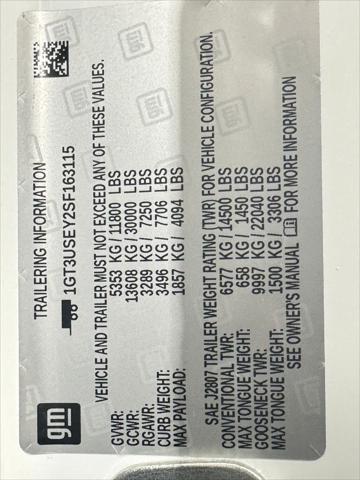 gm
TRAILERING INFORMATION
1GT3USEY2SF163115
VEHICLE AND TRAILER MUST NOT EXCEED ANY OF THESE VALUES.
GVWR: 5353 KG / 11800 LBS
GCWR: 13608 KG / 30000 LBS
RGAWR: 3289 KG / 7250 LBS
CURB WEIGHT: 3496 KG / 7706 LBS
MAX PAYLOAD: 1857 KG / 4094 LBS
SAE J2807 TRAILER WEIGHT RATING (TWR) FOR VEHICLE CONFIGURATION.
CONVENTIONAL TWR: 6577 KG / 14500 LBS
MAX TONGUE WEIGHT: 658 KG / 1450 LBS
GOOSENECK TWR: 9997 KG / 22040 LBS
MAX TONGUE WEIGHT: 1500 KG / 3306 LBS
SEE OWNER'S MANUAL FOR MORE INFORMATION